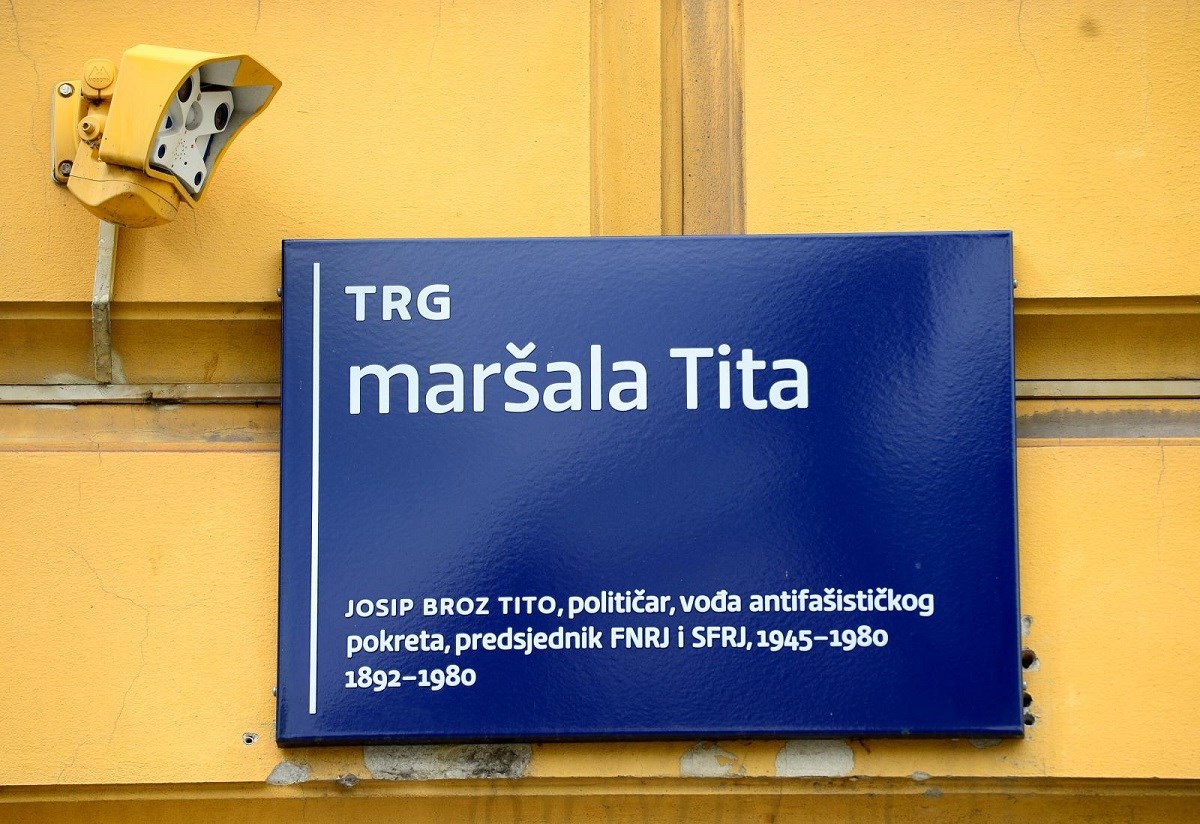 TRG
maršala Tita
JOSIP BROZ TITO, političar, vođa antifašističkog
pokreta, predsjednik FNRJ i SFRJ, 1945–1980
1892–1980